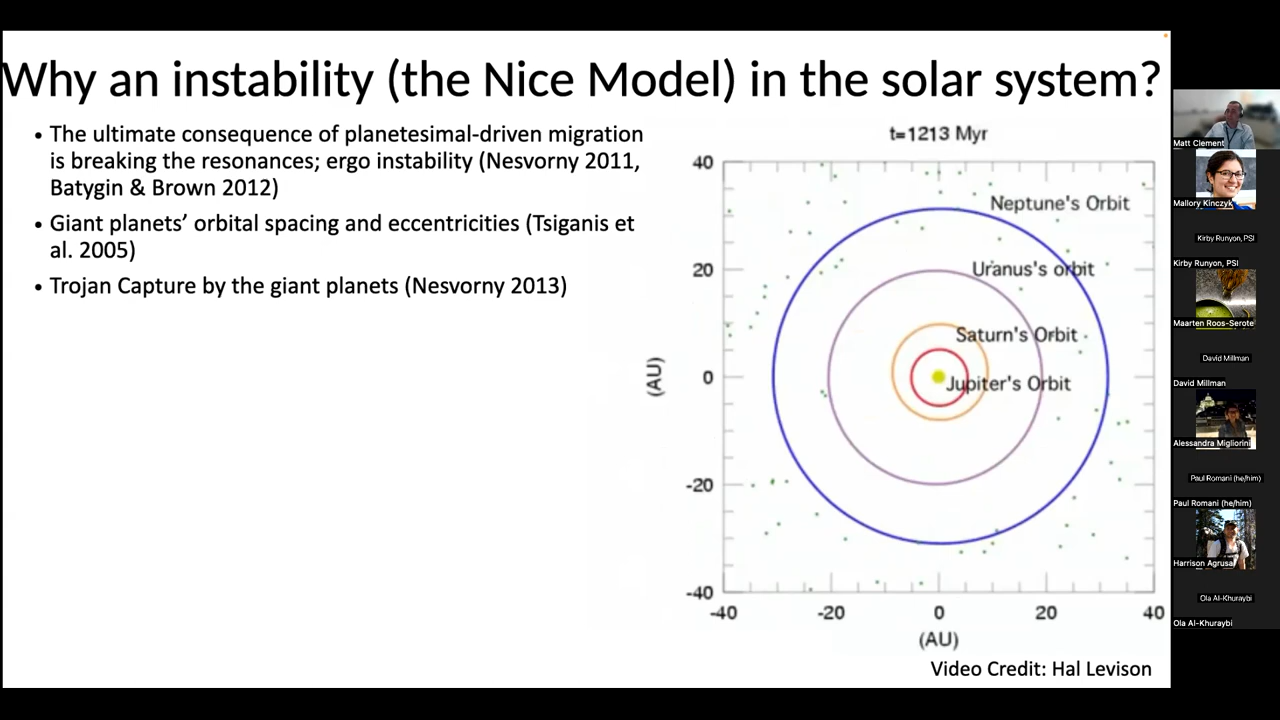 Why an instability (the Nice Model) in the solar system?
• The ultimate consequence of planetesimal-driven migration
is breaking the resonances; ergo instability (Nesvorny 2011,
Batygin & Brown 2012)
• Giant planets’ orbital spacing and eccentricities (Tsiganis et
al. 2005)
• Trojan Capture by the giant planets (Nesvorny 2013)
t=1213 Myr
40
20
0
-20
-40
(AU)
Neptune's Orbit
Uranus's orbit
Saturn's Orbit
Jupiter's Orbit
-40
-20
0
20
40
(AU)
Video Credit: Hal Levison
Matt Clement
Mallory Kinczyk
Kirby Runyon, PSI
Kirby Runyon, PSI
Maarten Roos-Serote
David Millman
David Millman
Alessandra Migliorini
Paul Romani (he/him)
Paul Romani (he/him)
Harrison Agrusa
Ola Al-Khuraybi
Ola Al-Khuraybi